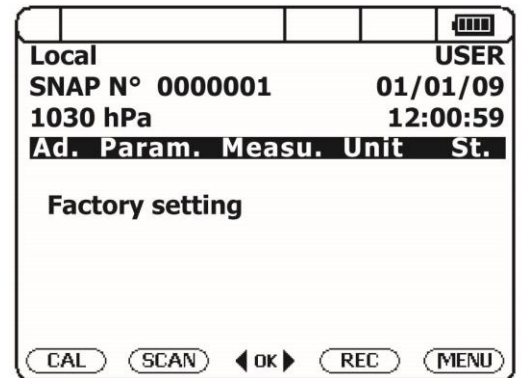 Local USER
SNAP N° 0000001 01/01/09
1030 hPa 12:00:59
Ad. Param. Measu. Unit St.
Factory setting
CAL SCAN OK REC MENU